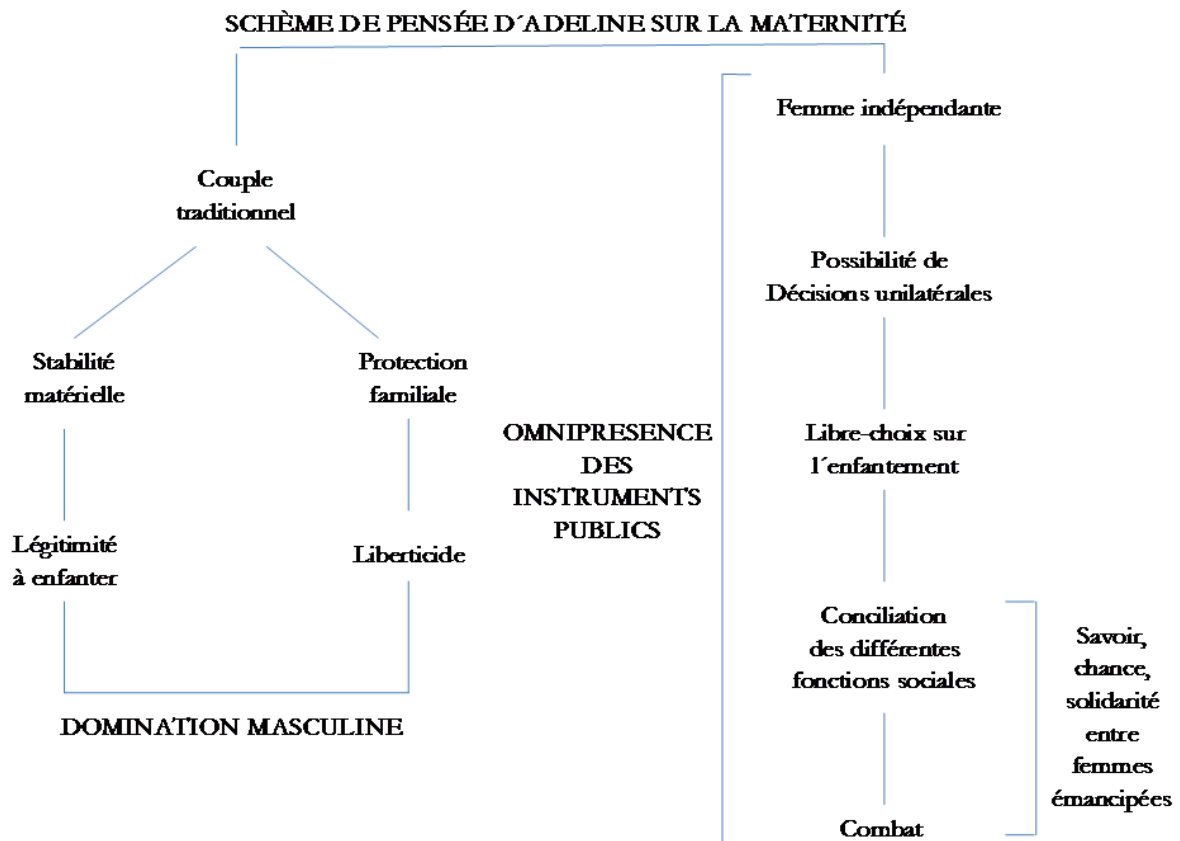 SCHÈME DE PENSÉE D´ADELINE SUR LA MATERNITÉ
Couple
traditionnel
Stabilité
matérielle
Protection
familiale
Légitimité
à enfanter
Liberticide
DOMINATION MASCULINE
OMNIPRESENCE
DES
INSTRUMENTS
PUBLICS
Femme indépendante
Possibilité de
Décisions unilatérales
Libre-choix sur
l´enfantement
Conciliation
des différentes
fonctions sociales
Combat
Savoir,
chance,
solidarité
entre
femmes
émancipées